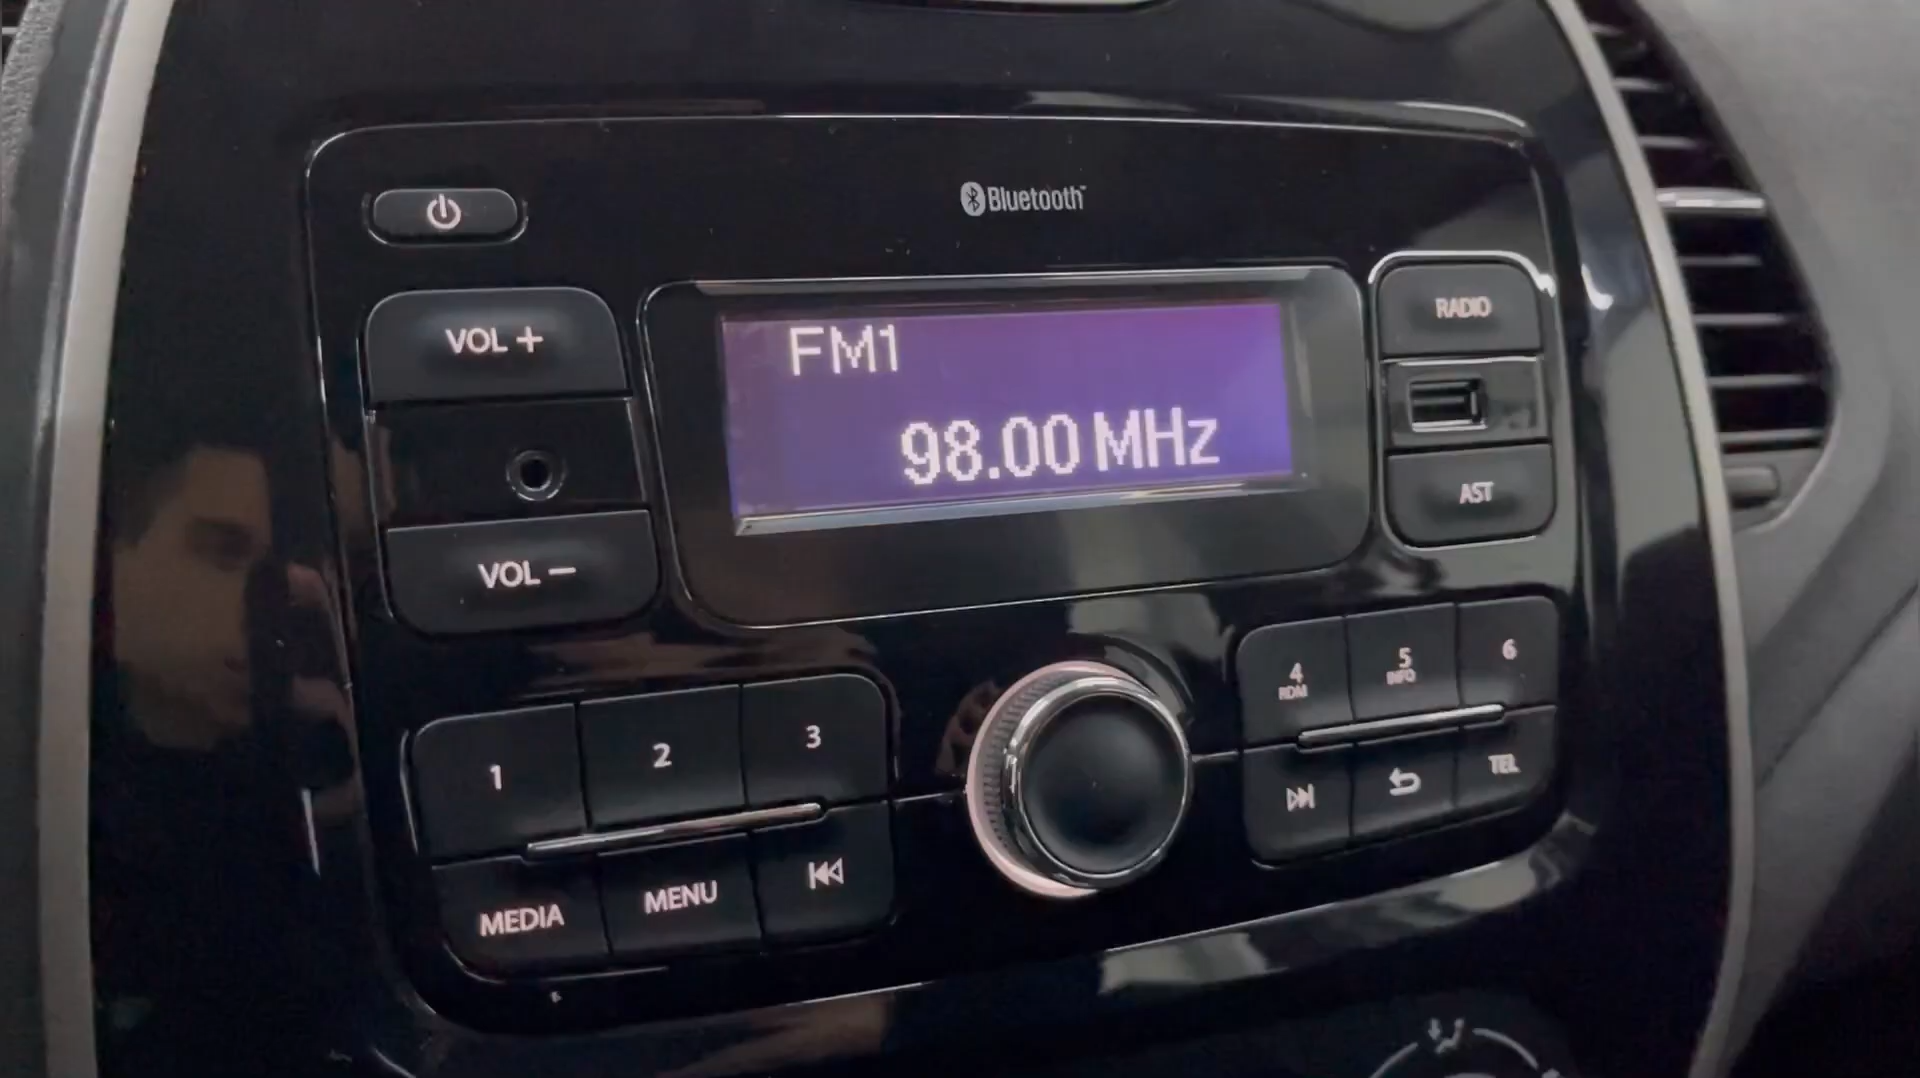 Bluetooth™
VOL +
FM1
RADIO
98.00 MHz
AST
VOL −
1
2
3
4
RDM
5
INFO
6
MEDIA
MENU
TEL